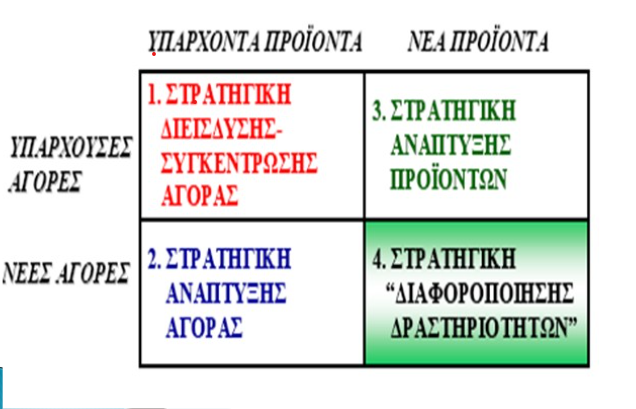 ΥΠΑΡΧΟΝΤΑ ΠΡΟΪΟΝΤΑ
ΝΕΑ ΠΡΟΪΟΝΤΑ
ΥΠΑΡΧΟΥΣΕΣ
ΑΓΟΡΕΣ
1. ΣΤΡΑΤΗΓΙΚΗ
ΔΙΕΙΣΔΥΣΗΣ-
ΣΥΓΚΕΝΤΡΩΣΗΣ
ΑΓΟΡΑΣ
3. ΣΤΡΑΤΗΓΙΚΗ
ΑΝΑΠΤΥΞΗΣ
ΠΡΟΪΟΝΤΩΝ
ΝΕΕΣ ΑΓΟΡΕΣ
2. ΣΤΡΑΤΗΓΙΚΗ
ΑΝΑΠΤΥΞΗΣ
ΑΓΟΡΑΣ
4. ΣΤΡΑΤΗΓΙΚΗ
“ΔΙΑΦΟΡΟΠΟΙΗΣΗΣ
ΔΡΑΣΤΗΡΙΟΤΗΤΩΝ”